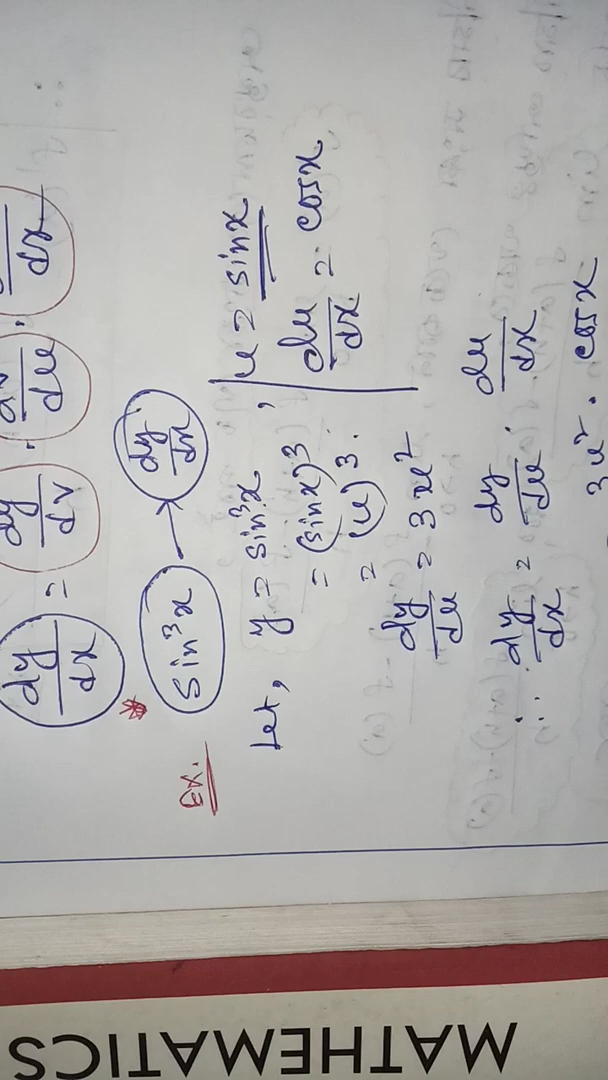 dy/dx = dy/dv · dv/du · /dx
Ex. * sin³x → dy/dx
Let, y = sin³x , | u = sinx
= (sinx)³
= (u)³. du/dx = cosx
dy/du = 3u²
∴ dy/dx = dy/du · du/dx
3u² · cosx
MATHEMATICS